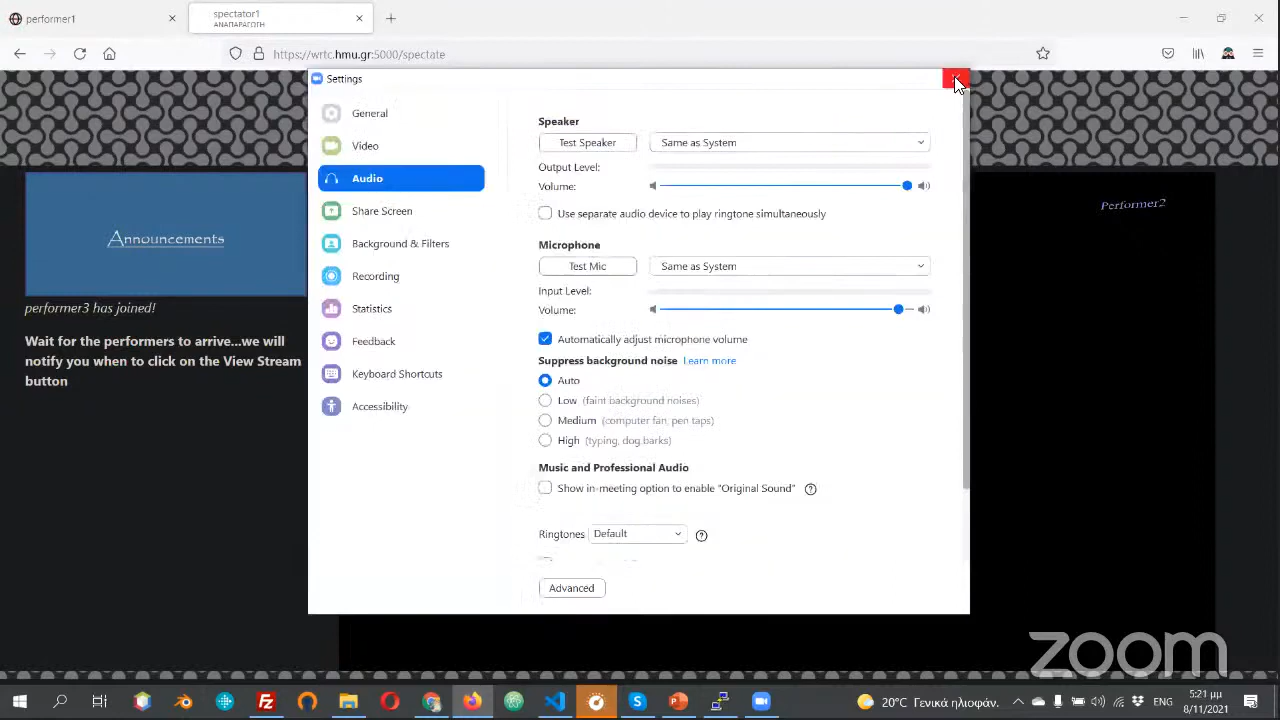 performer1
spectator1
ΑΝΑΠΑΡΑΓΩΓΗ
https://wrtc.hmu.gr:5000/spectate
Settings
General
Video
Audio
Share Screen
Background & Filters
Recording
Statistics
Feedback
Keyboard Shortcuts
Accessibility
Speaker
Test Speaker
Same as System
Output Level:
Volume:
Use separate audio device to play ringtone simultaneously
Microphone
Test Mic
Same as System
Input Level:
Volume:
Automatically adjust microphone volume
Suppress background noise Learn more
Auto
Low (faint background noises)
Medium (computer fan, pen taps)
High (typing, dog barks)
Music and Professional Audio
Show in-meeting option to enable "Original Sound"
Ringtones Default
Advanced
Announcements
performer3 has joined!
Wait for the performers to arrive...we will
notify you when to click on the View Stream
button
Performer2
zoom
20°C Γενικά ηλιοφάν.
ENG
5:21 μμ
8/11/2021